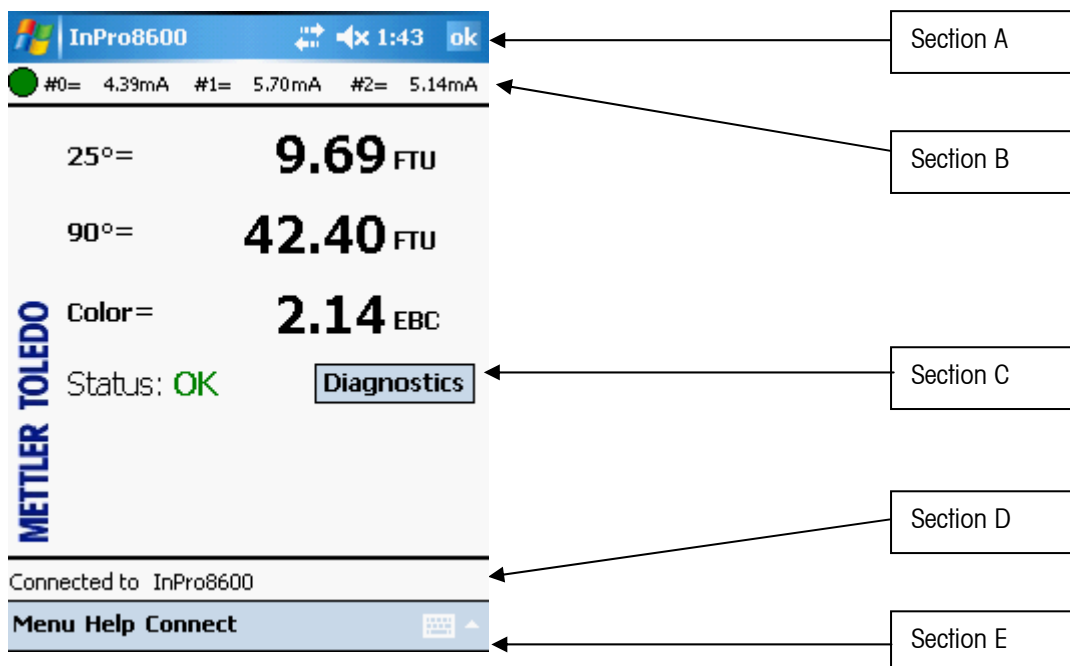 InPro8600 1:43 ok
#0= 4.39mA #1= 5.70mA #2= 5.14mA
25°= 9.69 FTU
90°= 42.40 FTU
Color= 2.14 EBC
Status: OK Diagnostics
METTLER TOLEDO
Connected to InPro8600
Menu Help Connect
Section A
Section B
Section C
Section D
Section E